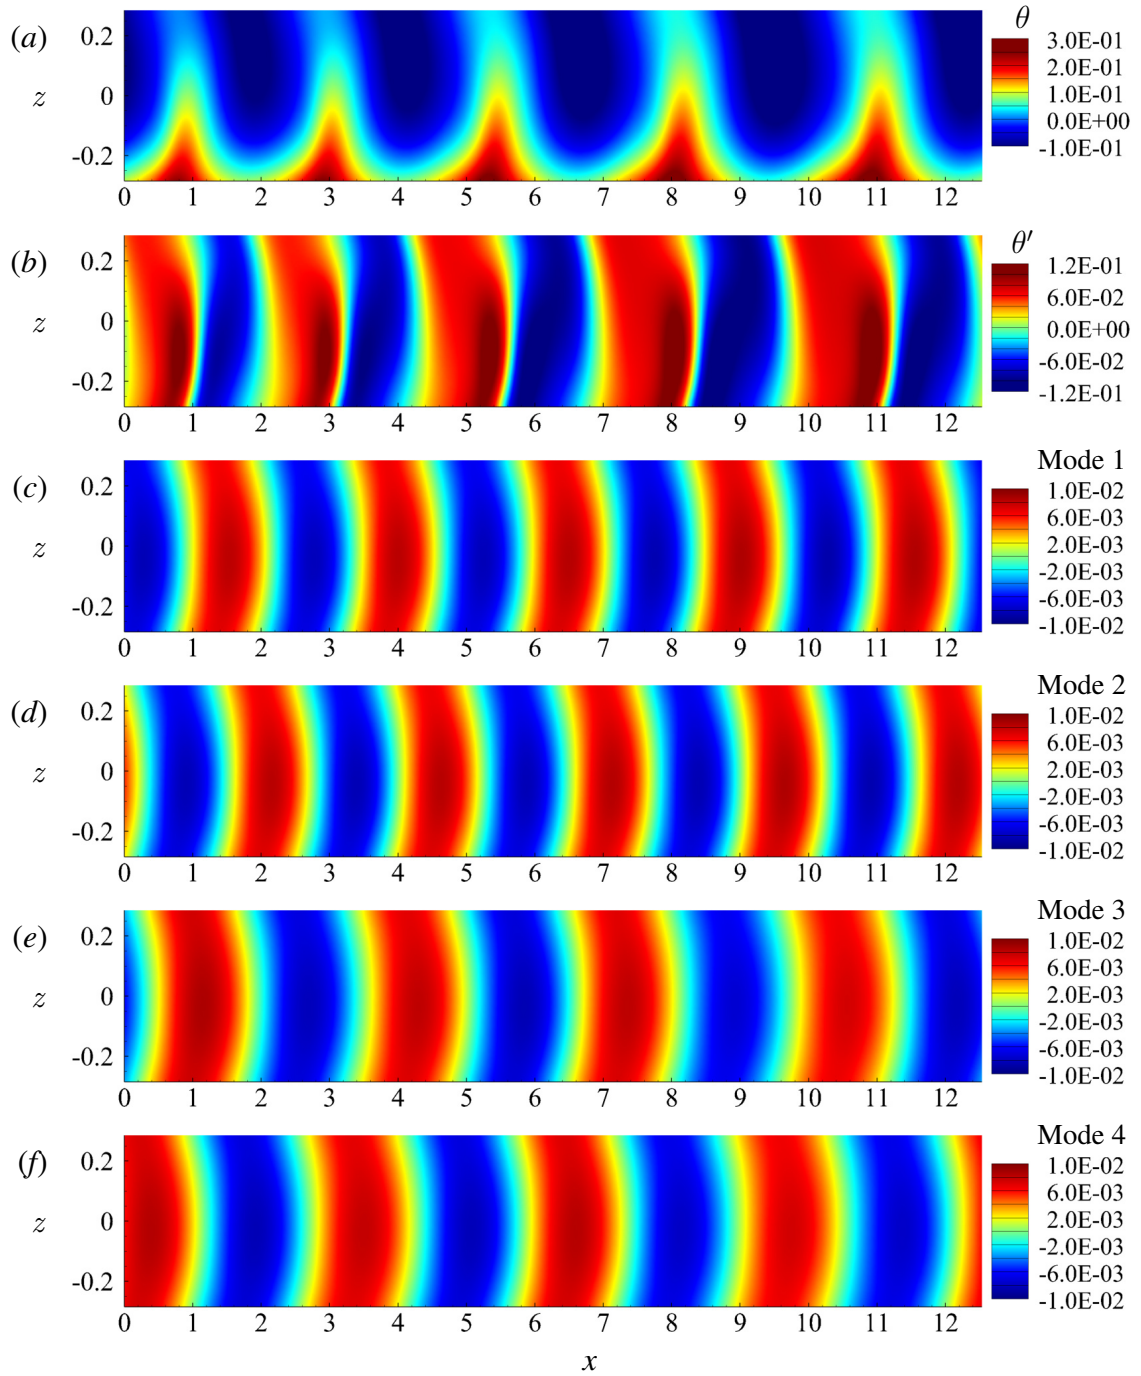 (a)
z
0.2
0
-0.2
0 1 2 3 4 5 6 7 8 9 10 11 12
θ
3.0E-01
2.0E-01
1.0E-01
0.0E+00
-1.0E-01
(b)
z
0.2
0
-0.2
0 1 2 3 4 5 6 7 8 9 10 11 12
θ′
1.2E-01
6.0E-02
0.0E+00
-6.0E-02
-1.2E-01
(c)
z
0.2
0
-0.2
0 1 2 3 4 5 6 7 8 9 10 11 12
Mode 1
1.0E-02
6.0E-03
2.0E-03
-2.0E-03
-6.0E-03
-1.0E-02
(d)
z
0.2
0
-0.2
0 1 2 3 4 5 6 7 8 9 10 11 12
Mode 2
1.0E-02
6.0E-03
2.0E-03
-2.0E-03
-6.0E-03
-1.0E-02
(e)
z
0.2
0
-0.2
0 1 2 3 4 5 6 7 8 9 10 11 12
Mode 3
1.0E-02
6.0E-03
2.0E-03
-2.0E-03
-6.0E-03
-1.0E-02
(f)
z
0.2
0
-0.2
0 1 2 3 4 5 6 7 8 9 10 11 12
Mode 4
1.0E-02
6.0E-03
2.0E-03
-2.0E-03
-6.0E-03
-1.0E-02
x